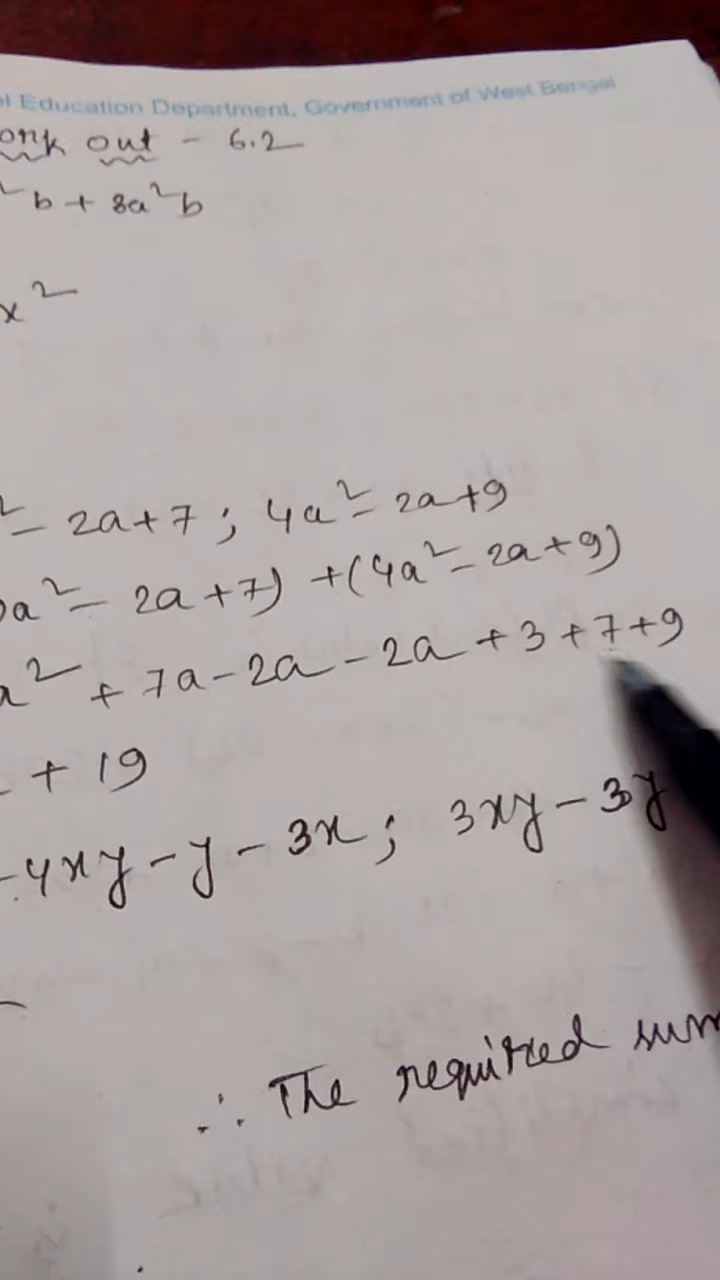 Education Department, Government of West Bengal
out - 6.2
b + 8a²b
x²
- 2a+7 ; 4a² - 2a+9
a² - 2a+7) +(4a² - 2a+9)
a² + 7a-2a-2a +3+7+9
+ 19
-4xy-y-3x ; 3xy-3y
∴ The required sum